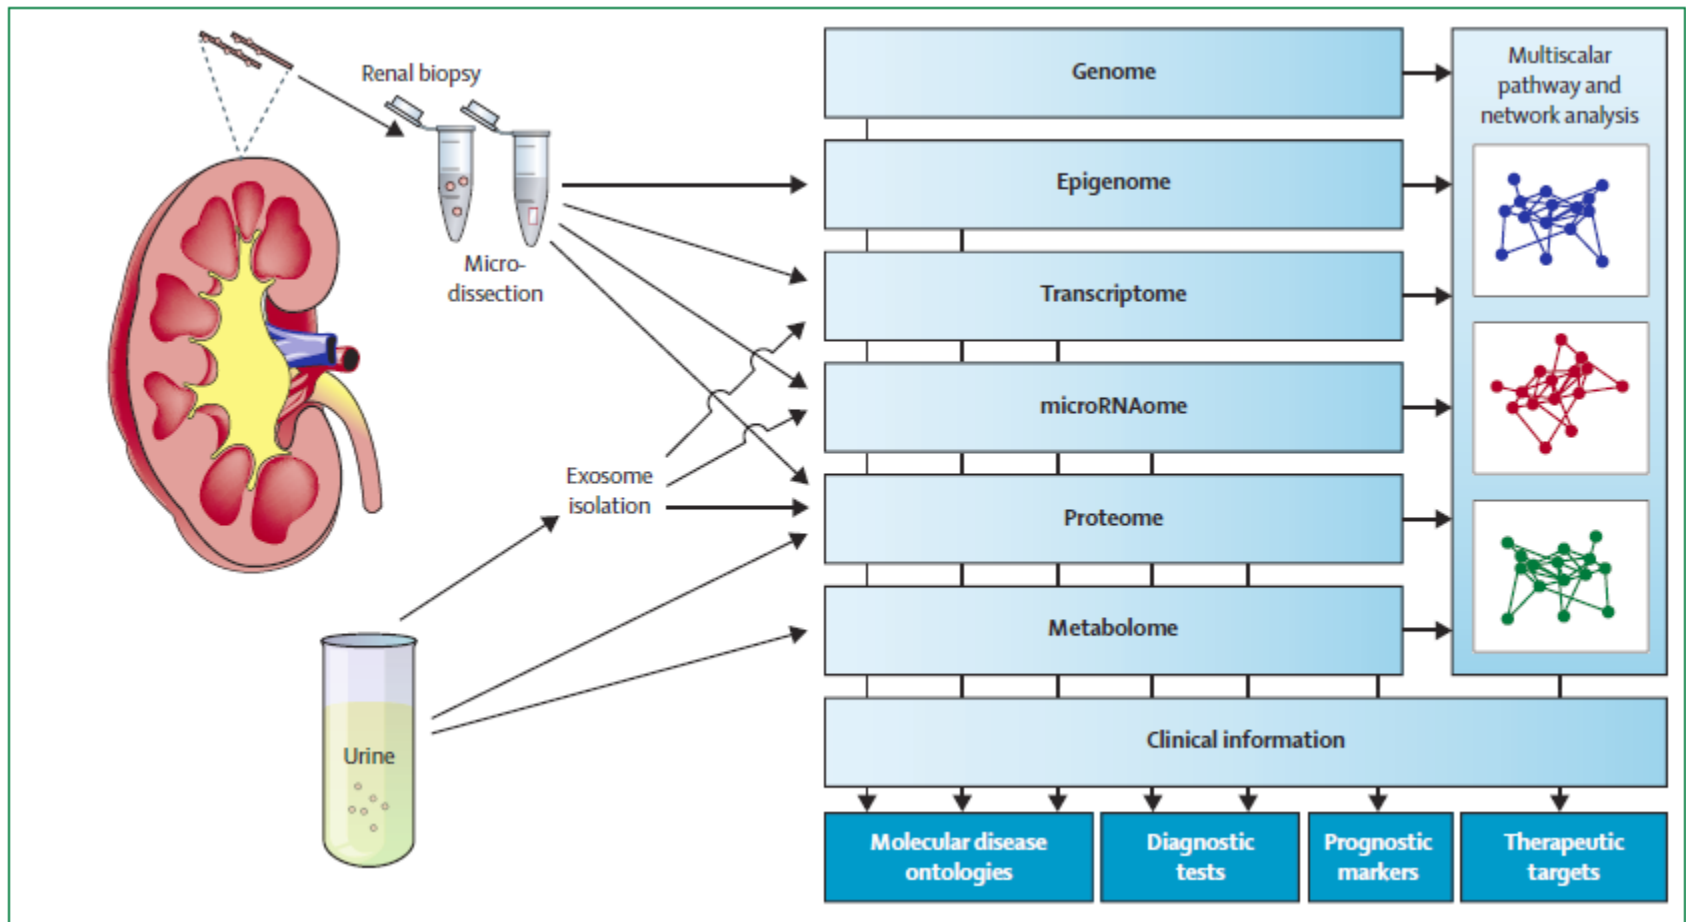 Renal biopsy
Micro-
dissection
Exosome
isolation
Urine
Genome
Epigenome
Transcriptome
microRNAome
Proteome
Metabolome
Multiscalar
pathway and
network analysis
Clinical information
Molecular disease
ontologies
Diagnostic
tests
Prognostic
markers
Therapeutic
targets